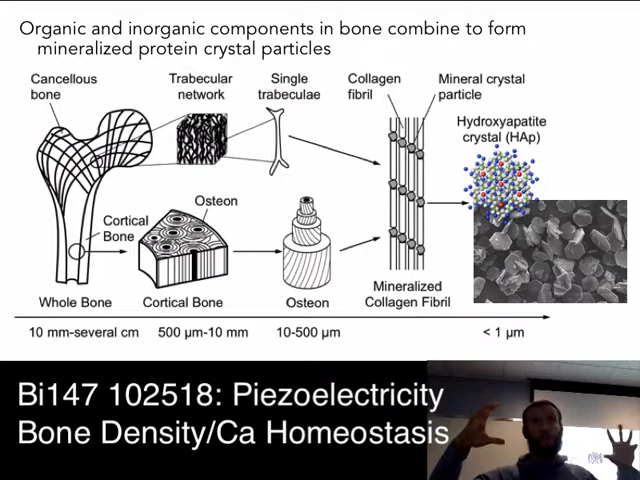 Organic and inorganic components in bone combine to form
mineralized protein crystal particles
Cancellous
bone
Trabecular
network
Single
trabeculae
Collagen
fibril
Mineral crystal
particle
Hydroxyapatite
crystal (HAp)
Osteon
Cortical
Bone
Mineralized
Collagen Fibril
Whole Bone
Cortical Bone
Osteon
10 mm-several cm
500 µm-10 mm
10-500 µm
< 1 µm
Bi147 102518: Piezoelectricity
Bone Density/Ca Homeostasis